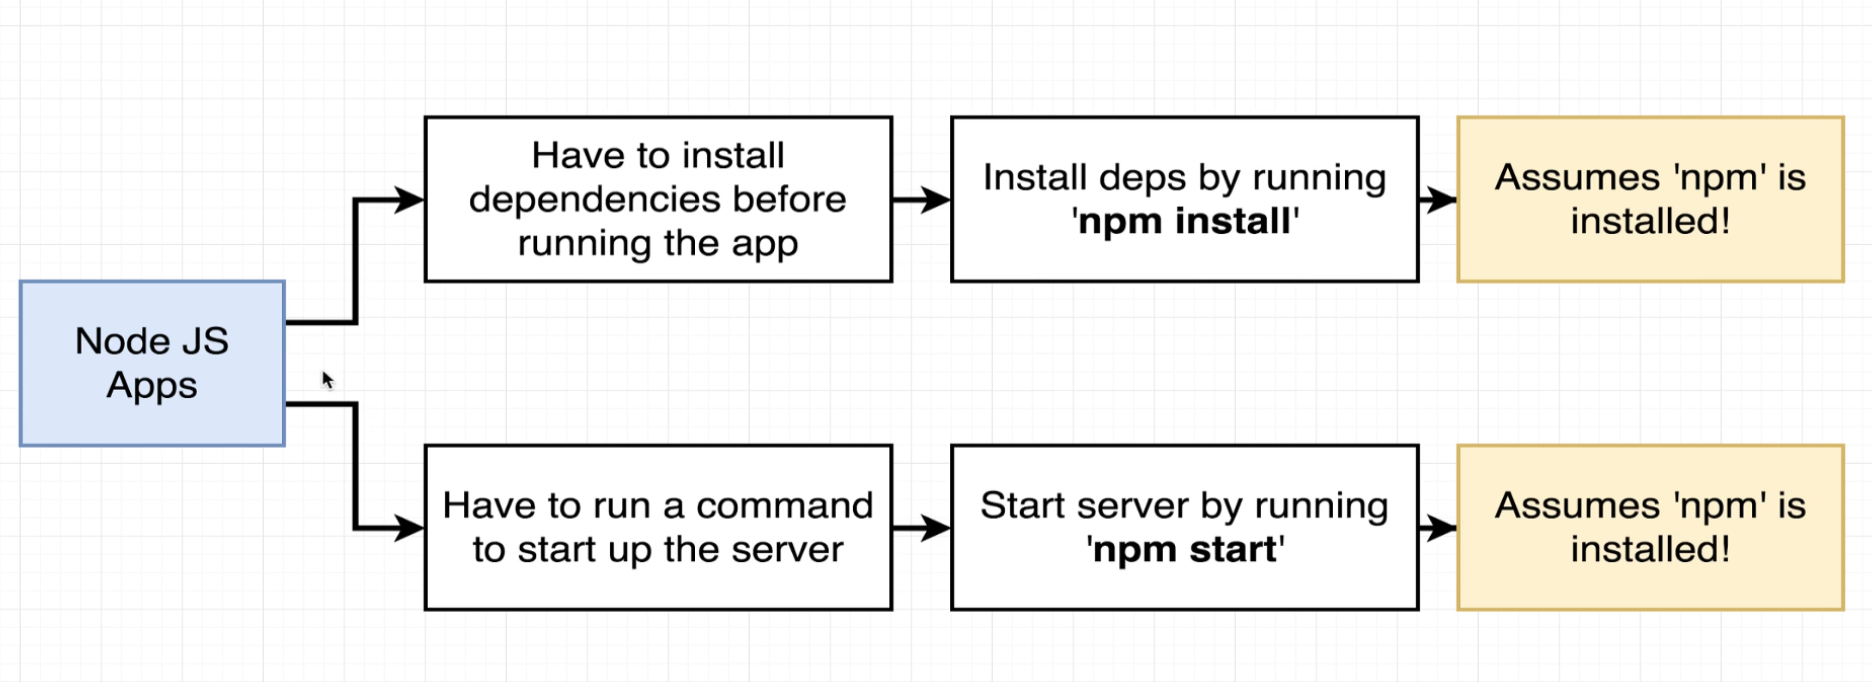 Node JS
Apps
Have to install
dependencies before
running the app
Install deps by running
'npm install'
Assumes 'npm' is
installed!
Have to run a command
to start up the server
Start server by running
'npm start'
Assumes 'npm' is
installed!